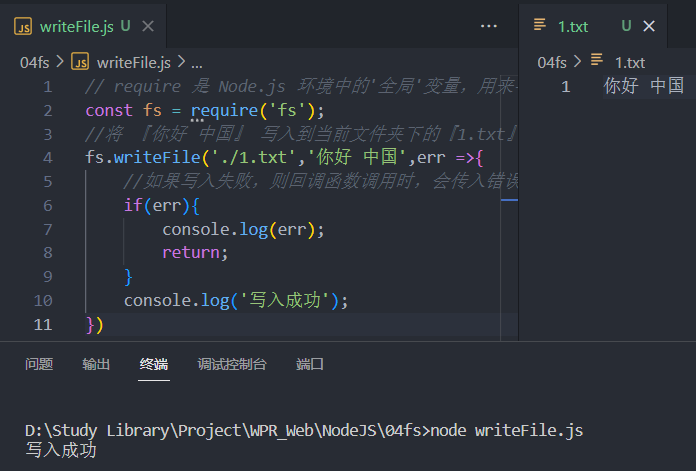 writeFile.js U
1.txt U
04fs > writeFile.js > ...
04fs > 1.txt
1 // require 是 Node.js 环境中的'全局'变量，用来
2 const fs = require('fs');
3 //将 『你好 中国』 写入到当前文件夹下的『1.txt』
4 fs.writeFile('./1.txt','你好 中国',err =>{
5 //如果写入失败，则回调函数调用时，会传入错误
6 if(err){
7 console.log(err);
8 return;
9 }
10 console.log('写入成功');
11 })
1 你好 中国
问题 输出 终端 调试控制台 端口
D:\Study Library\Project\WPR_Web\NodeJS\04fs>node writeFile.js
写入成功